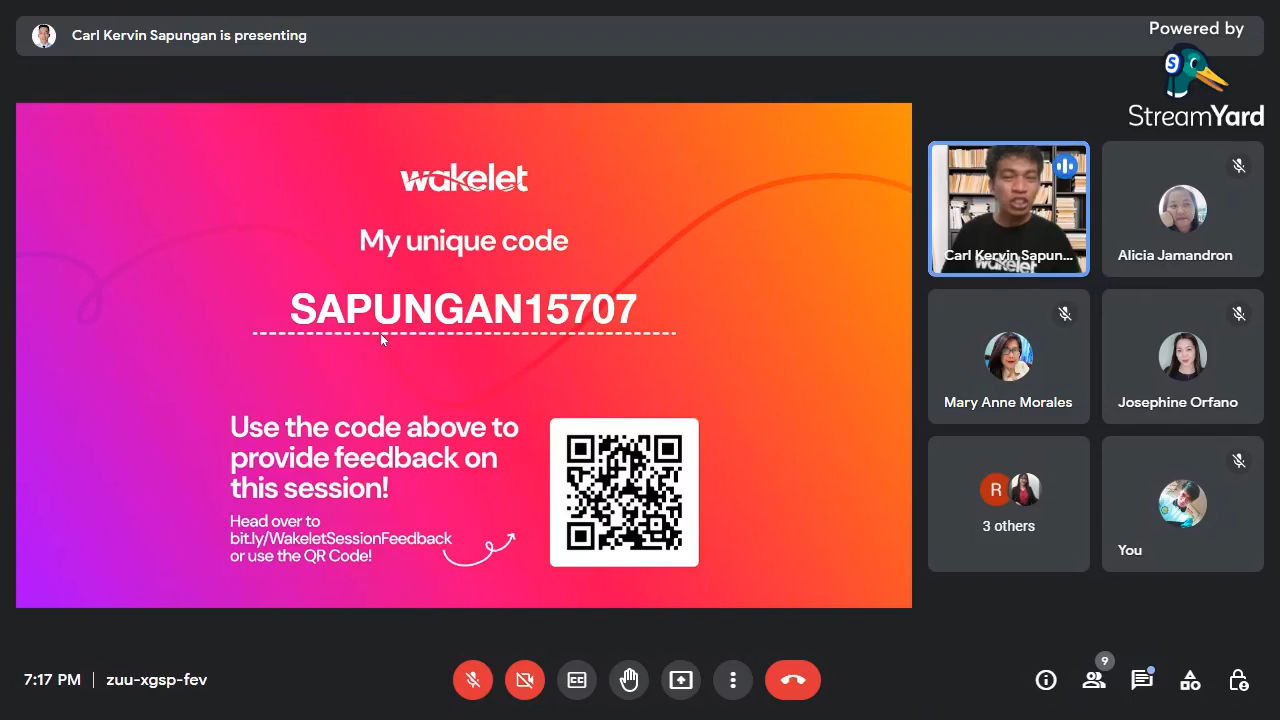 Carl Kervin Sapungan is presenting
Powered by
S
StreamYard
wakelet
My unique code
SAPUNGAN15707
Use the code above to
provide feedback on
this session!
Head over to
bit.ly/WakeletSessionFeedback
or use the QR Code!
wakelet
Carl Kervin Sapun...
Alicia Jamandron
Mary Anne Morales
Josephine Orfano
R
3 others
You
7:17 PM | zuu-xgsp-fev
CC
9